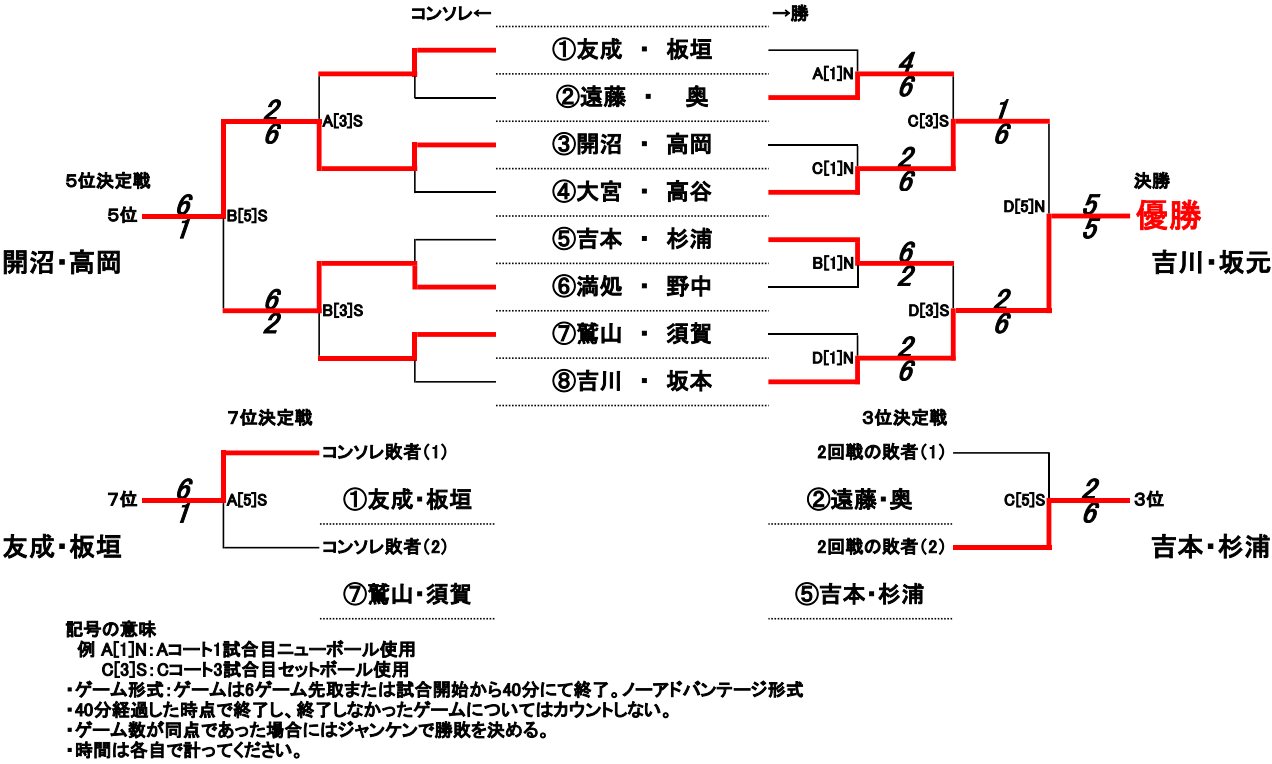 コンソレ← →勝
①友成 ・ 板垣
②遠藤 ・ 奥
③開沼 ・ 高岡
④大宮 ・ 高谷
⑤吉本 ・ 杉浦
⑥満処 ・ 野中
⑦鷲山 ・ 須賀
⑧吉川 ・ 坂本
A[3]S
2
6
B[3]S
6
2
5位決定戦
5位
6
1
B[5]S
開沼・高岡
A[1]N
4
6
C[1]N
2
6
B[1]N
6
2
D[1]N
2
6
C[3]S
1
6
D[3]S
2
6
D[5]N
5
5
決勝
優勝
吉川・坂元
7位決定戦
コンソレ敗者(1)
①友成・板垣
7位
6
1
A[5]S
友成・板垣
コンソレ敗者(2)
⑦鷲山・須賀
3位決定戦
2回戦の敗者(1)
②遠藤・奥
C[5]S
2
6
3位
2回戦の敗者(2)
吉本・杉浦
⑤吉本・杉浦
記号の意味
例 A[1]N:Aコート1試合目ニューボール使用
C[3]S:Cコート3試合目セットボール使用
・ゲーム形式:ゲームは6ゲーム先取または試合開始から40分にて終了。ノーアドバンテージ形式
・40分経過した時点で終了し、終了しなかったゲームについてはカウントしない。
・ゲーム数が同点であった場合にはジャンケンで勝敗を決める。
・時間は各自で計ってください。